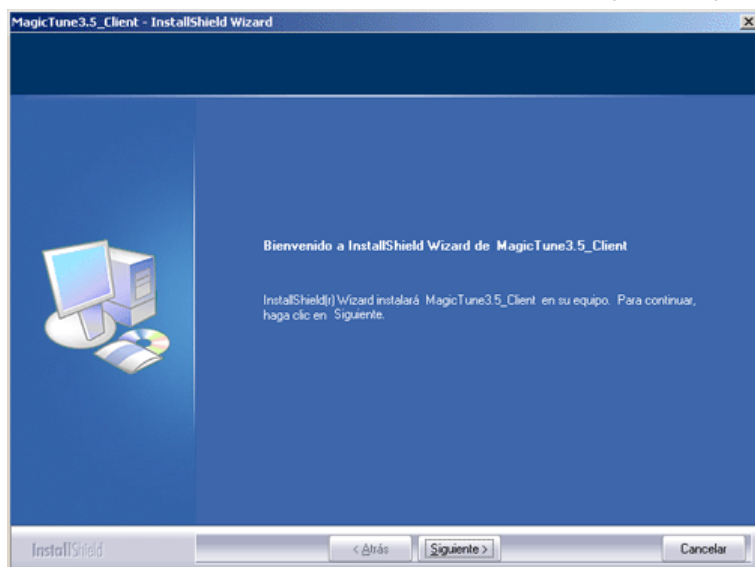 MagicTune3.5_Client - InstallShield Wizard
Bienvenido a InstallShield Wizard de MagicTune3.5_Client
InstallShield(r) Wizard instalará MagicTune3.5_Client en su equipo. Para continuar,
haga clic en Siguiente.
InstallShield
< Atrás
Siguiente >
Cancelar